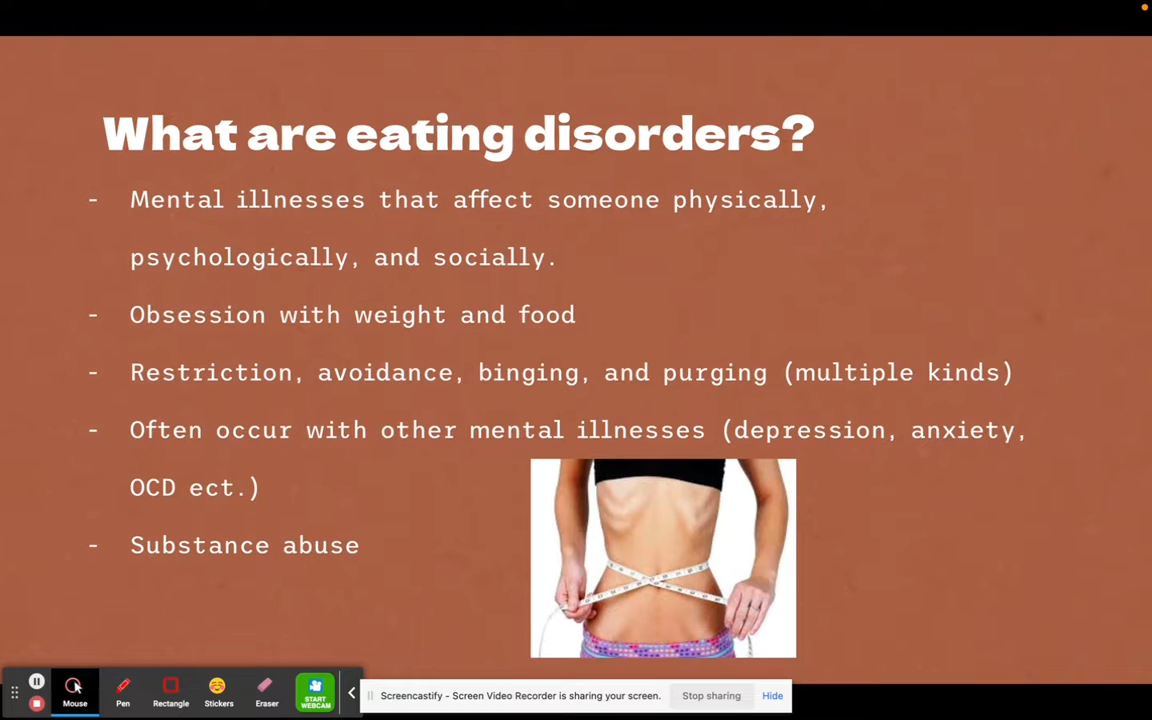 What are eating disorders?
- Mental illnesses that affect someone physically,
psychologically, and socially.
- Obsession with weight and food
- Restriction, avoidance, binging, and purging (multiple kinds)
- Often occur with other mental illnesses (depression, anxiety,
OCD ect.)
- Substance abuse
Mouse Pen Rectangle Stickers Eraser START WEBCAM
Screencastify - Screen Video Recorder is sharing your screen. Stop sharing Hide